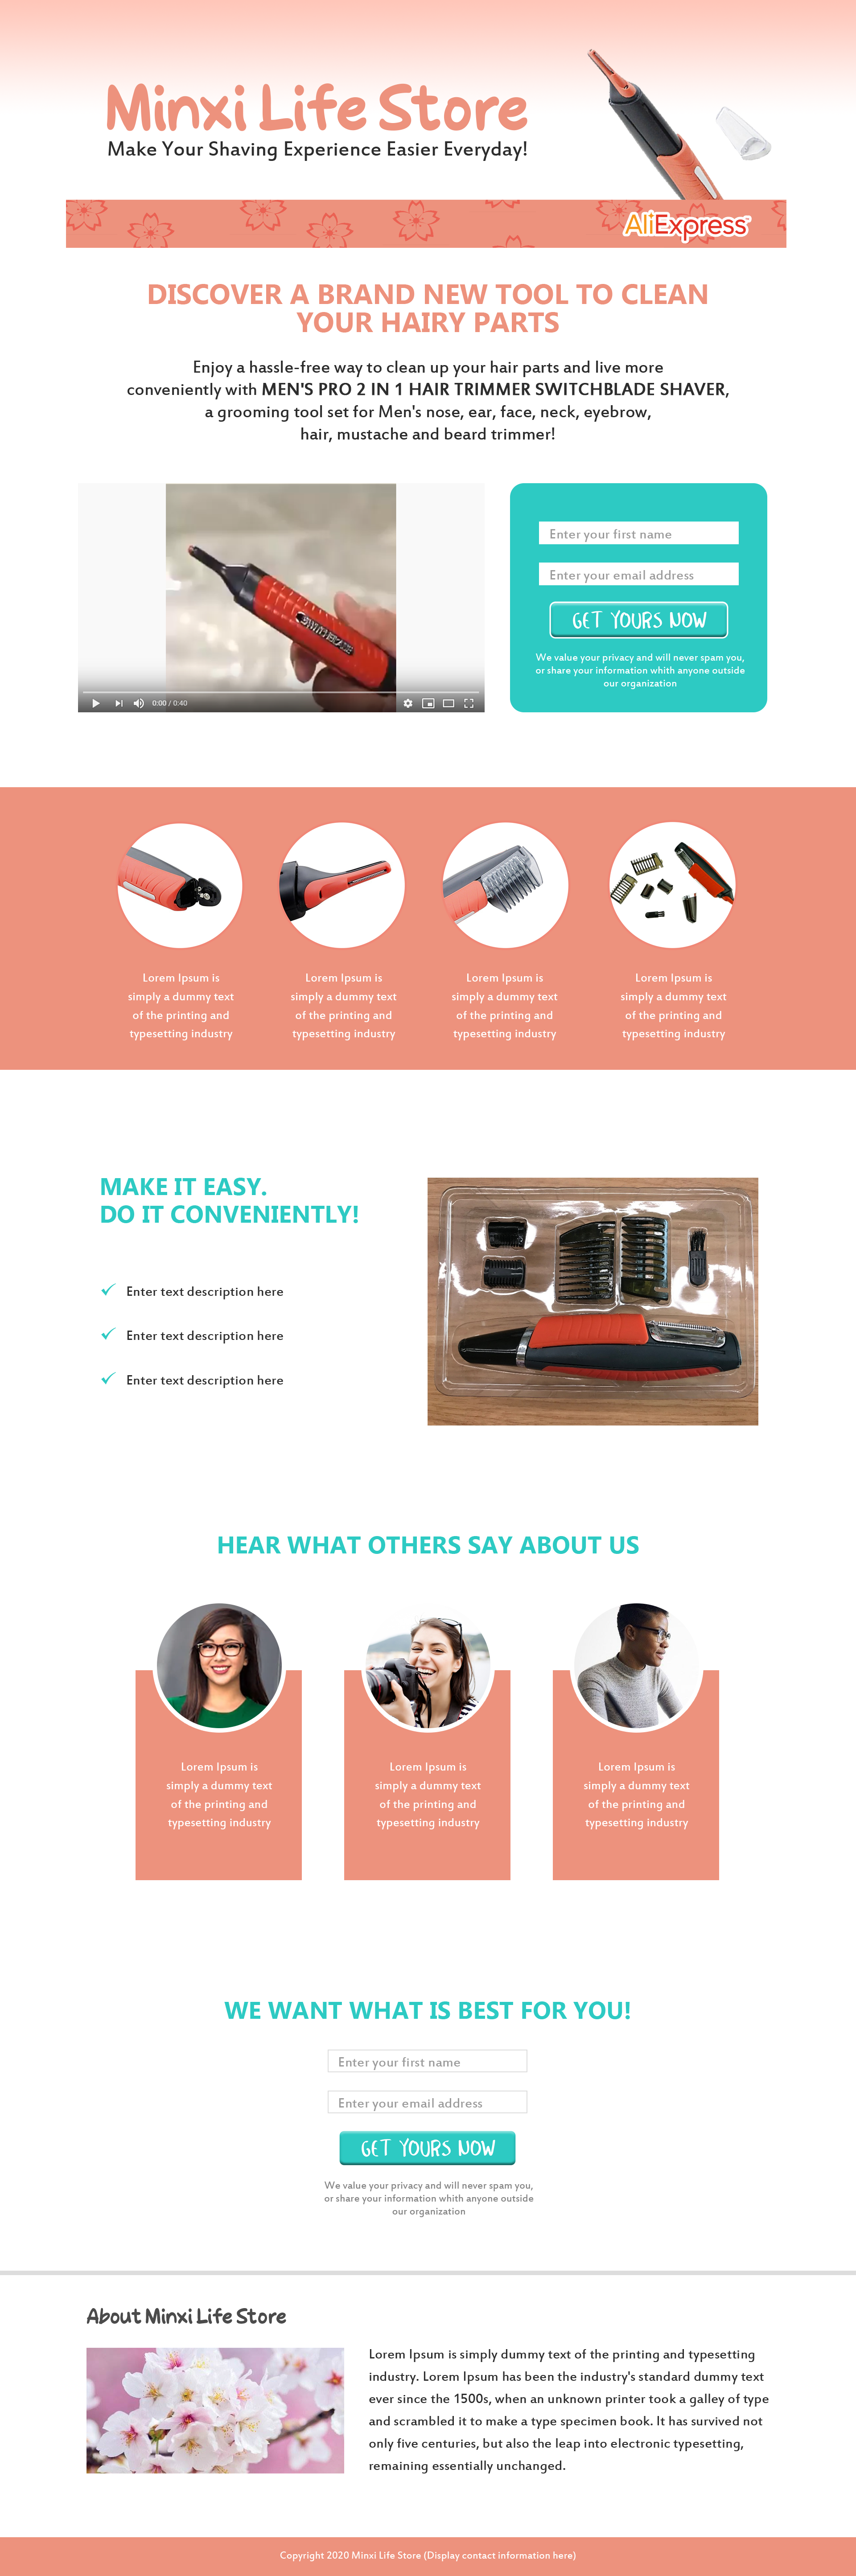 Minxi Life Store
Make Your Shaving Experience Easier Everyday!
AliExpress
DISCOVER A BRAND NEW TOOL TO CLEAN
YOUR HAIRY PARTS
Enjoy a hassle-free way to clean up your hair parts and live more
conveniently with MEN'S PRO 2 IN 1 HAIR TRIMMER SWITCHBLADE SHAVER,
a grooming tool set for Men's nose, ear, face, neck, eyebrow,
hair, mustache and beard trimmer!
0:00 / 0:40
Enter your first name
Enter your email address
GET YOURS NOW
We value your privacy and will never spam you,
or share your information whith anyone outside
our organization
Lorem Ipsum is
simply a dummy text
of the printing and
typesetting industry
Lorem Ipsum is
simply a dummy text
of the printing and
typesetting industry
Lorem Ipsum is
simply a dummy text
of the printing and
typesetting industry
Lorem Ipsum is
simply a dummy text
of the printing and
typesetting industry
MAKE IT EASY.
DO IT CONVENIENTLY!
Enter text description here
Enter text description here
Enter text description here
HEAR WHAT OTHERS SAY ABOUT US
Lorem Ipsum is
simply a dummy text
of the printing and
typesetting industry
Lorem Ipsum is
simply a dummy text
of the printing and
typesetting industry
Lorem Ipsum is
simply a dummy text
of the printing and
typesetting industry
WE WANT WHAT IS BEST FOR YOU!
Enter your first name
Enter your email address
GET YOURS NOW
We value your privacy and will never spam you,
or share your information whith anyone outside
our organization
About Minxi Life Store
Lorem Ipsum is simply dummy text of the printing and typesetting
industry. Lorem Ipsum has been the industry's standard dummy text
ever since the 1500s, when an unknown printer took a galley of type
and scrambled it to make a type specimen book. It has survived not
only five centuries, but also the leap into electronic typesetting,
remaining essentially unchanged.
Copyright 2020 Minxi Life Store (Display contact information here)